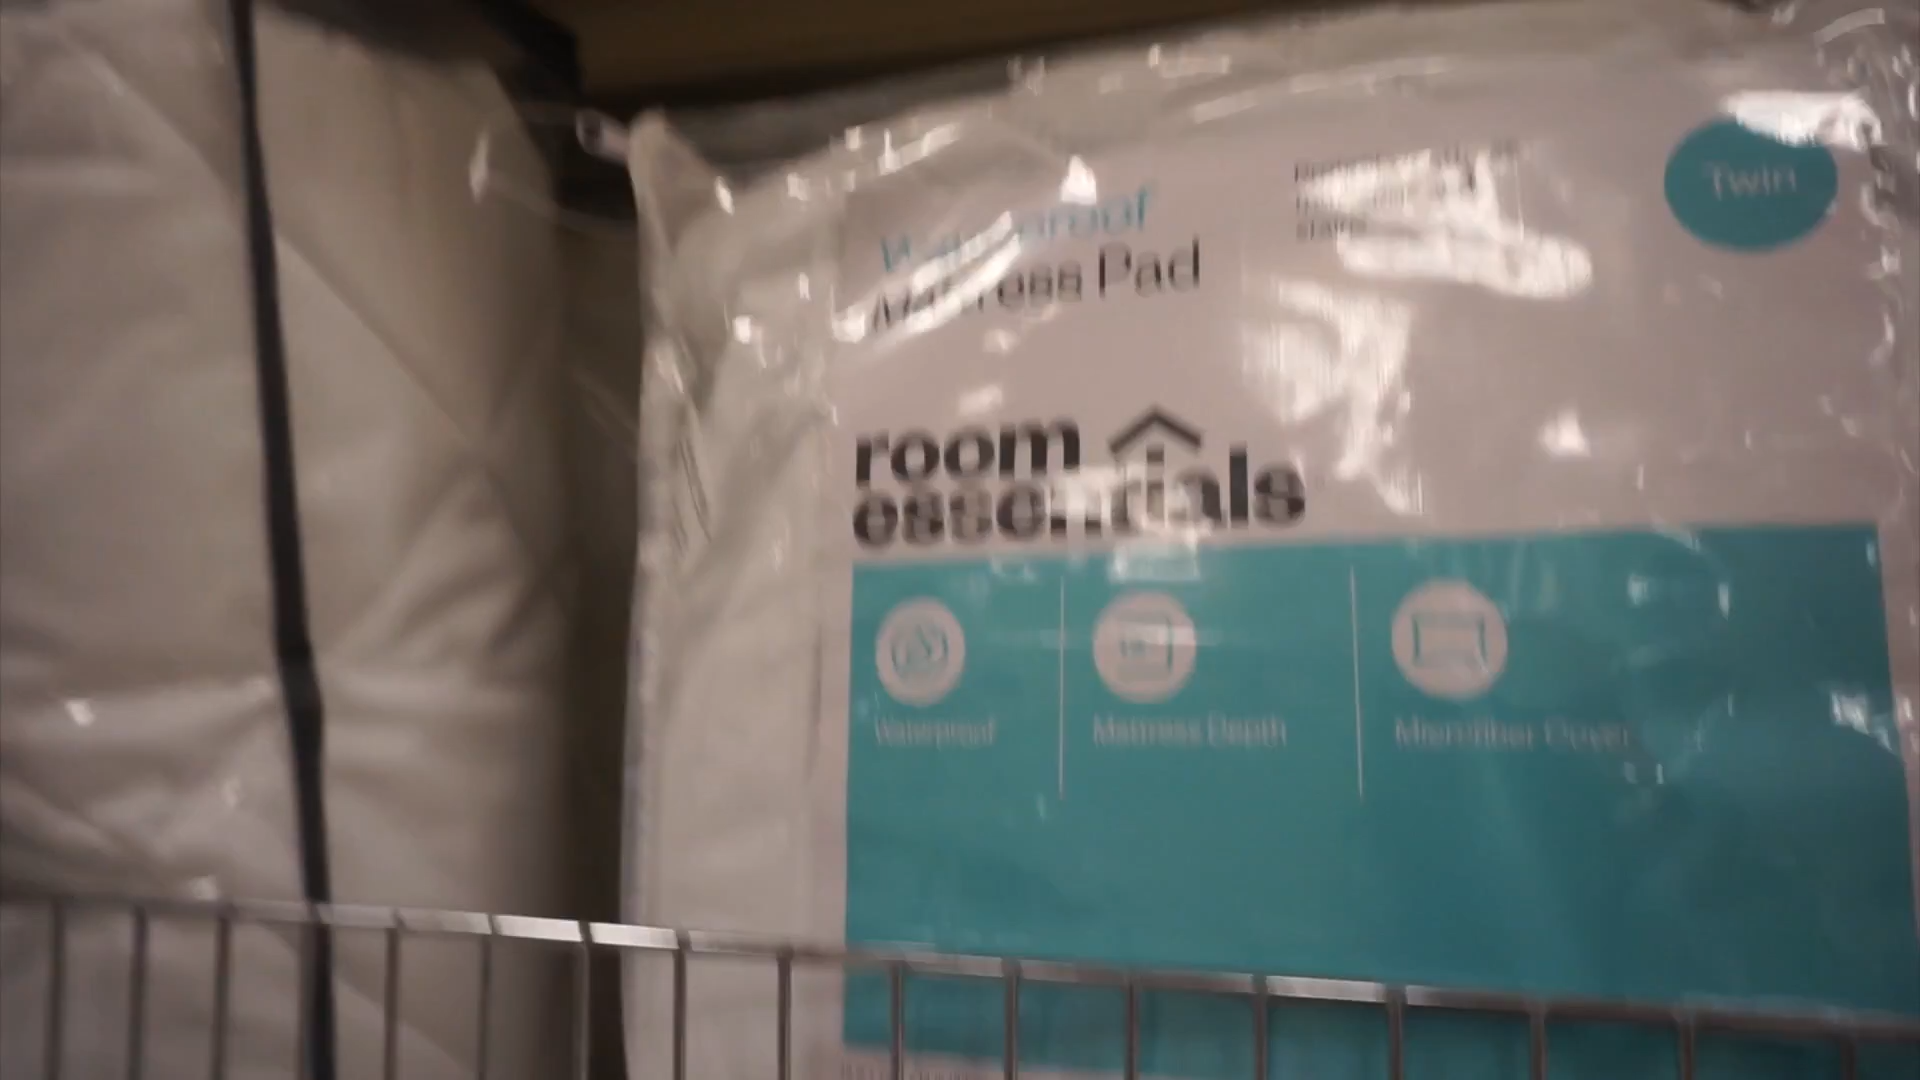 Waterproof
Mattress Pad
Twin
room
essentials
Waterproof
Mattress Depth
Microfiber Cover